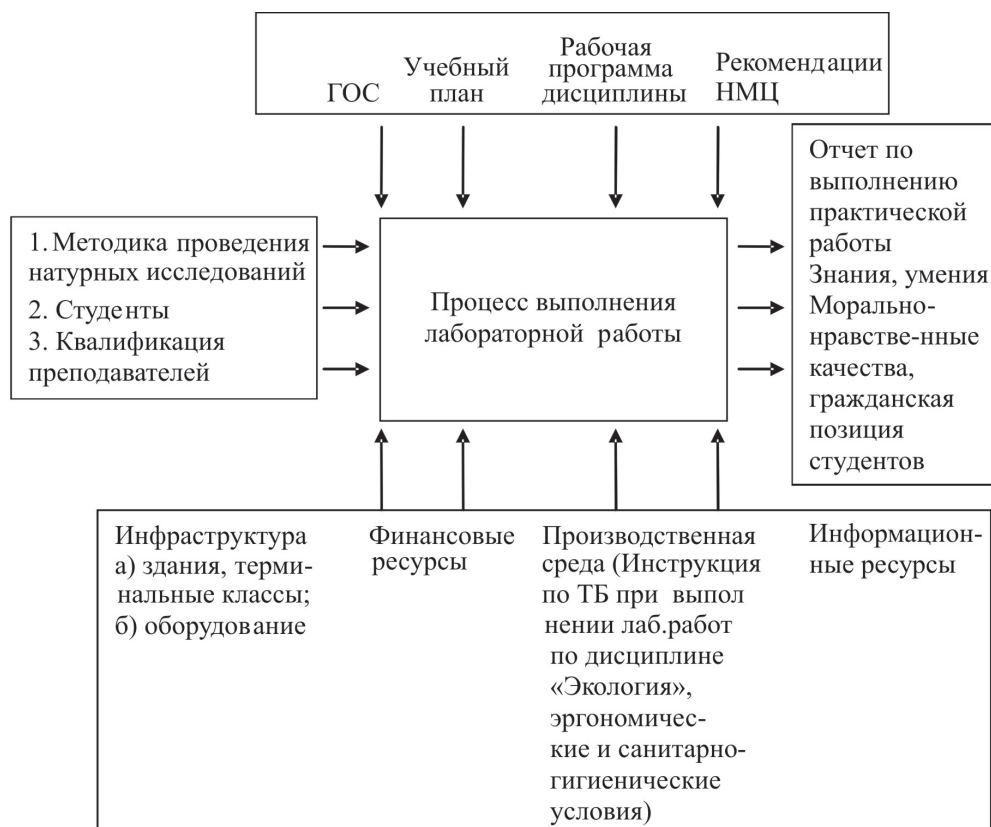 ГОС
Учебный
план
Рабочая
программа
дисциплины
Рекомендации
НМЦ
1. Методика проведения
натурных исследований
2. Студенты
3. Квалификация
преподавателей
Процесс выполнения
лабораторной работы
Отчет по
выполнению
практической
работы
Знания, умения
Морально-
нравстве-нные
качества,
гражданская
позиция
студентов
Инфраструктура
а) здания, терми-
нальные классы;
б) оборудование
Финансовые
ресурсы
Производственная
среда (Инструкция
по ТБ при выпол
нении лаб.работ
по дисциплине
«Экология»,
эргономичес-
кие и санитарно-
гигиенические
условия)
Информацион-
ные ресурсы